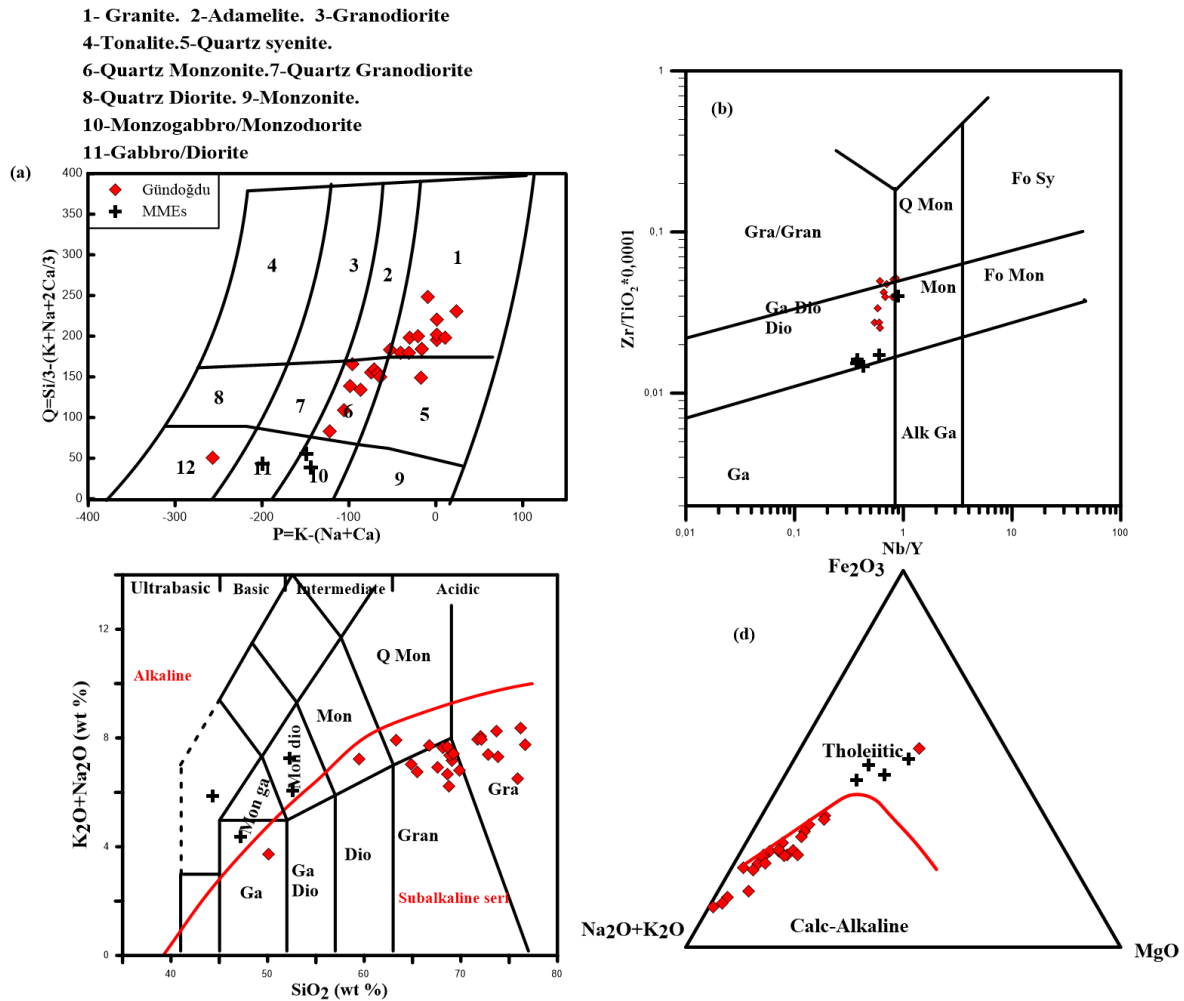 1- Granite. 2-Adamelite. 3-Granodiorite
4-Tonalite.5-Quartz syenite.
6-Quartz Monzonite.7-Quartz Granodiorite
8-Quatrz Diorite. 9-Monzonite.
10-Monzogabbro/Monzodıorite
11-Gabbro/Diorite
(a)
Gündoğdu
MMEs
400
350
300
250
200
150
100
50
0
Q=Si/3-(K+Na+2Ca/3)
4
3
2
1
8
7
6
5
12
11
10
9
-400
-300
-200
-100
0
100
P=K-(Na+Ca)
(b)
1
0,1
0,01
Zr/TiO2*0,0001
Fo Sy
Q Mon
Gra/Gran
Fo Mon
Mon
Ga Dio
Dio
Alk Ga
Ga
0,01
0,1
1
10
100
Nb/Y
Ultrabasic
Basic
Intermediate
Acidic
12
8
4
0
K2O+Na2O (wt %)
Alkaline
Q Mon
Mon
Mon dio
Mon ga
Gra
Gran
Dio
Ga
Ga
Dio
Subalkaline seri
40
50
60
70
80
SiO2 (wt %)
Fe2O3
(d)
Tholeiitic
Calc-Alkaline
Na2O+K2O
MgO